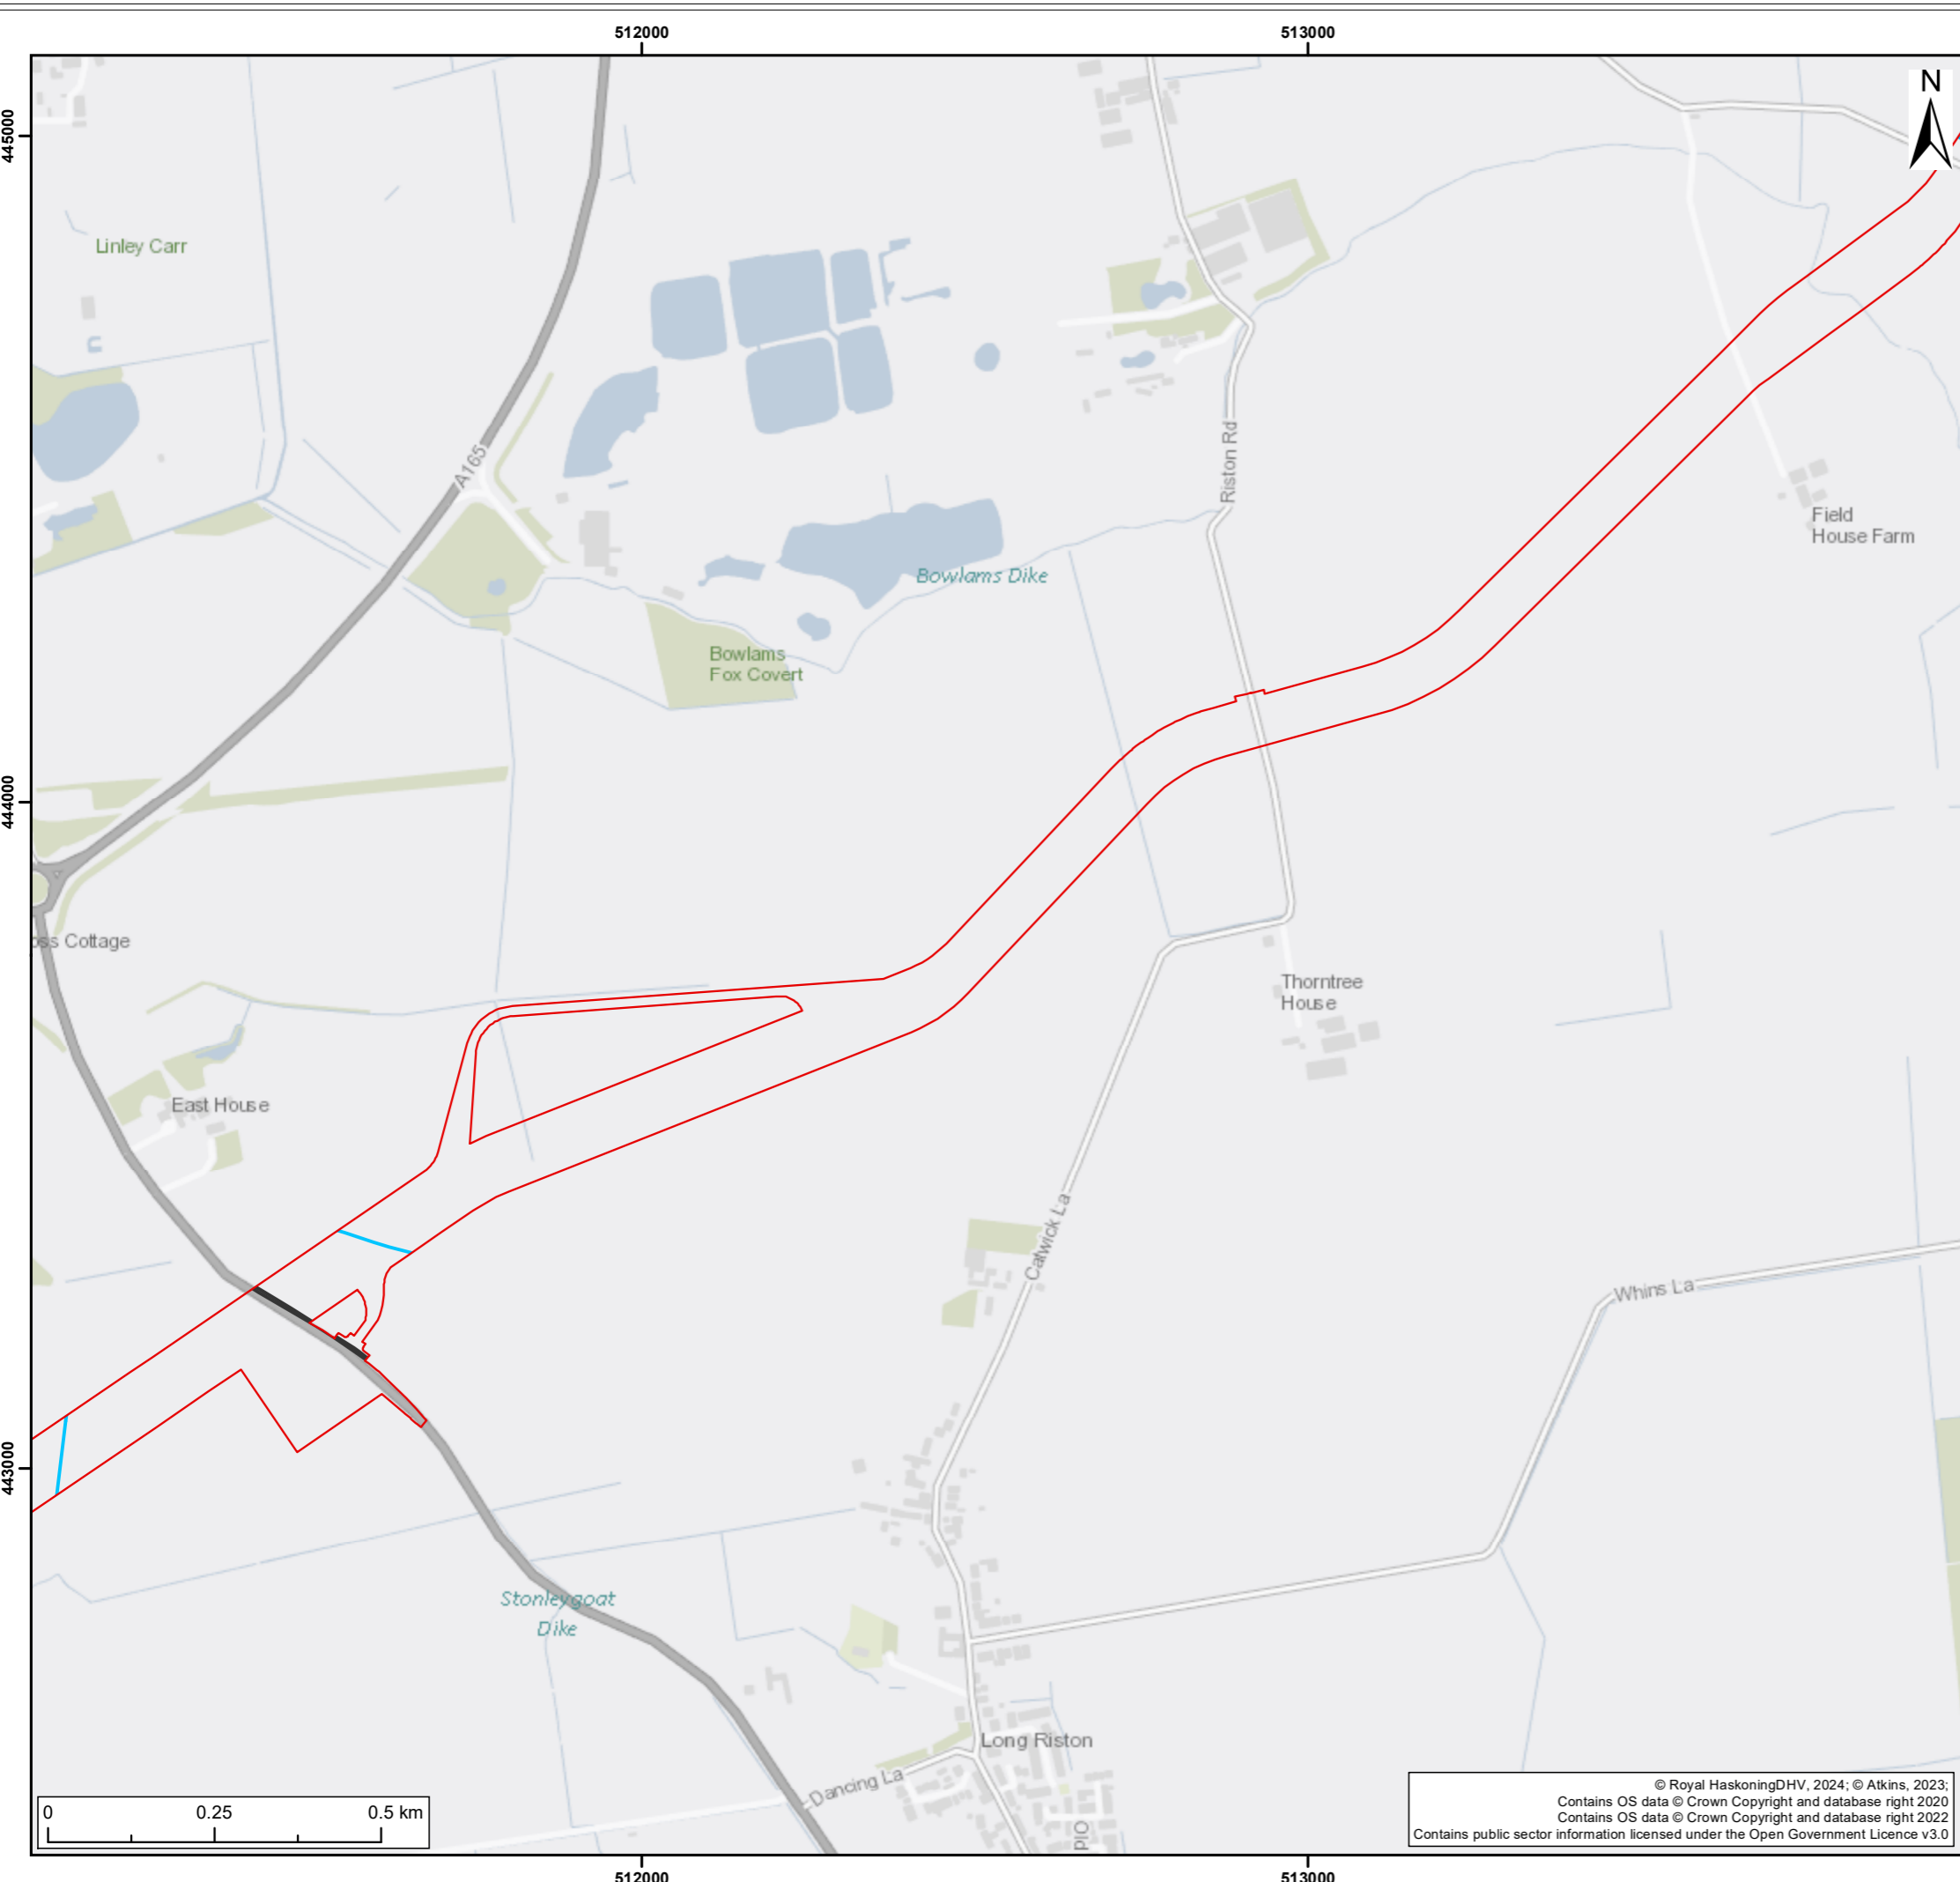 512000
513000
N
445000
Linley Carr
A165
Riston Rd
Field
House Farm
Bowlams Dike
Bowlams
Fox Covert
444000
oss Cottage
Thorntree
House
East House
Catwick La
Whins La
443000
Stonleygoat
Dike
Long Riston
Dancing La
0 0.25 0.5 km
© Royal HaskoningDHV, 2024; © Atkins, 2023;
Contains OS data © Crown Copyright and database right 2020
Contains OS data © Crown Copyright and database right 2022
Contains public sector information licensed under the Open Government Licence v3.0
512000
513000